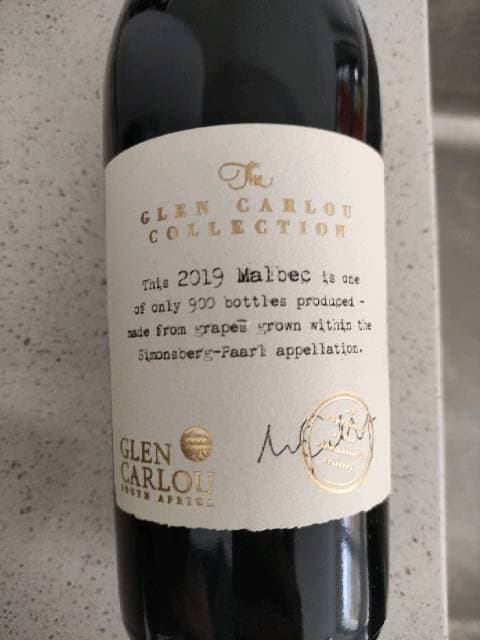 The
GLEN CARLOU
COLLECTION
This 2019 Malbec is one
of only 900 bottles produced -
made from grapes grown within the
Simonsberg-Paarl appellation.
GLEN
CARLOU
SOUTH AFRICA